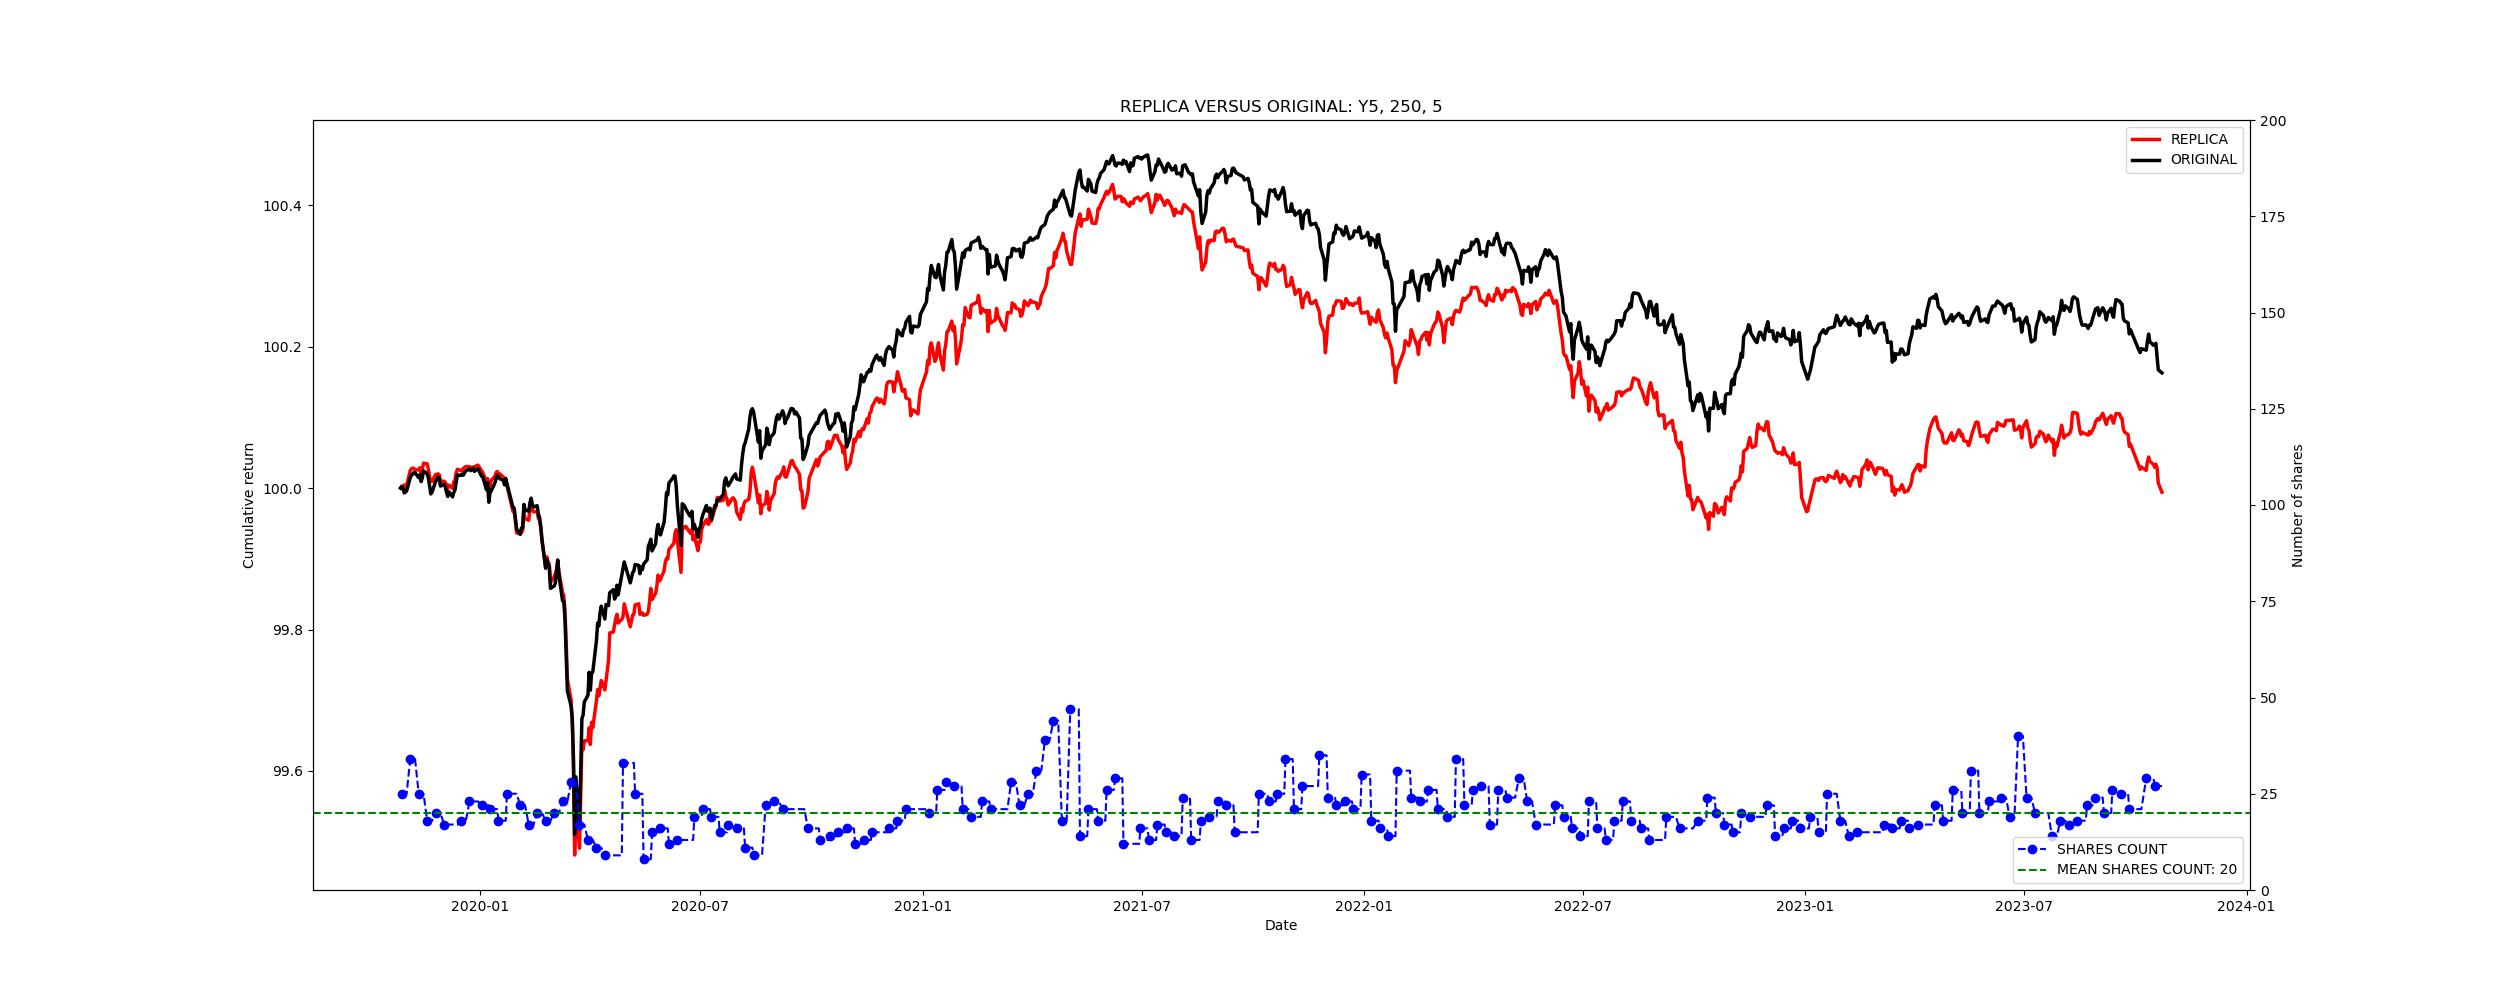 REPLICA VERSUS ORIGINAL: Y5, 250, 5
REPLICA
ORIGINAL
Cumulative return
100.4
100.2
100.0
99.8
99.6
Number of shares
200
175
150
125
100
75
50
25
0
SHARES COUNT
MEAN SHARES COUNT: 20
2020-01
2020-07
2021-01
2021-07
2022-01
2022-07
2023-01
2023-07
2024-01
Date